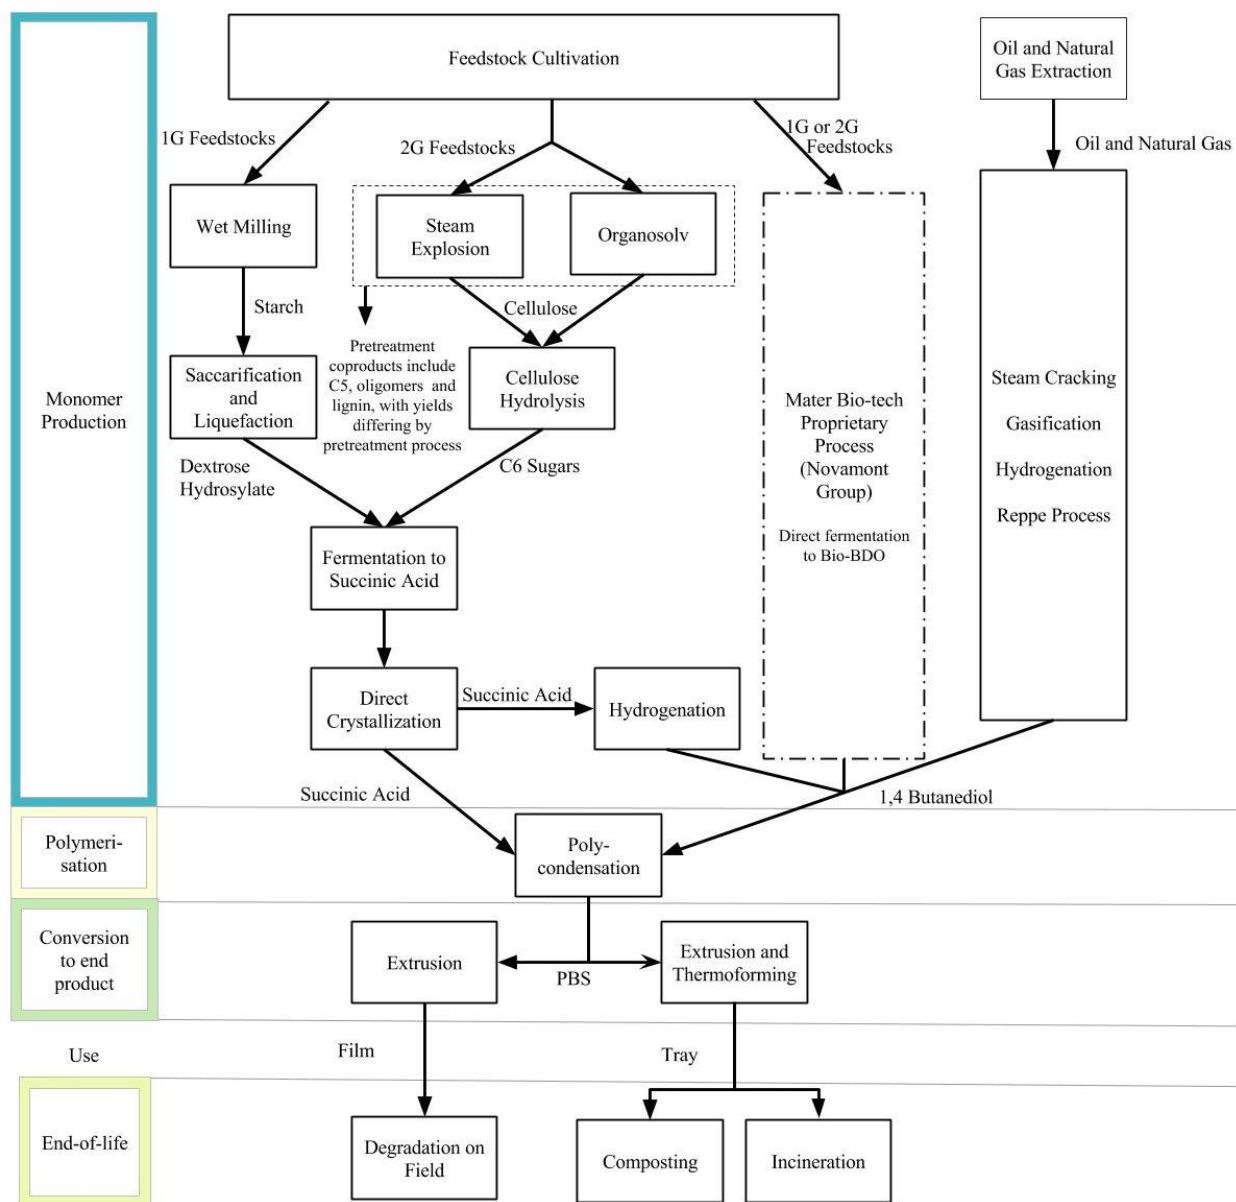 Feedstock Cultivation
Oil and Natural
Gas Extraction
1G Feedstocks
2G Feedstocks
1G or 2G
Feedstocks
Oil and Natural Gas
Wet Milling
Steam
Explosion
Organosolv
Starch
Cellulose
Pretreatment
coproducts include
C5, oligomers and
lignin, with yields
differing by
pretreatment process
Saccarification
and
Liquefaction
Cellulose
Hydrolysis
Monomer
Production
Mater Bio-tech
Proprietary
Process
(Novamont
Group)
Direct fermentation
to Bio-BDO
Steam Cracking
Gasification
Hydrogenation
Reppe Process
Dextrose
Hydrosylate
C6 Sugars
Fermentation to
Succinic Acid
Direct
Crystallization
Succinic Acid
Hydrogenation
Succinic Acid
1,4 Butanediol
Polymeri-
sation
Poly-
condensation
Conversion
to end
product
Extrusion
PBS
Extrusion and
Thermoforming
Use
Film
Tray
End-of-life
Degradation on
Field
Composting
Incineration